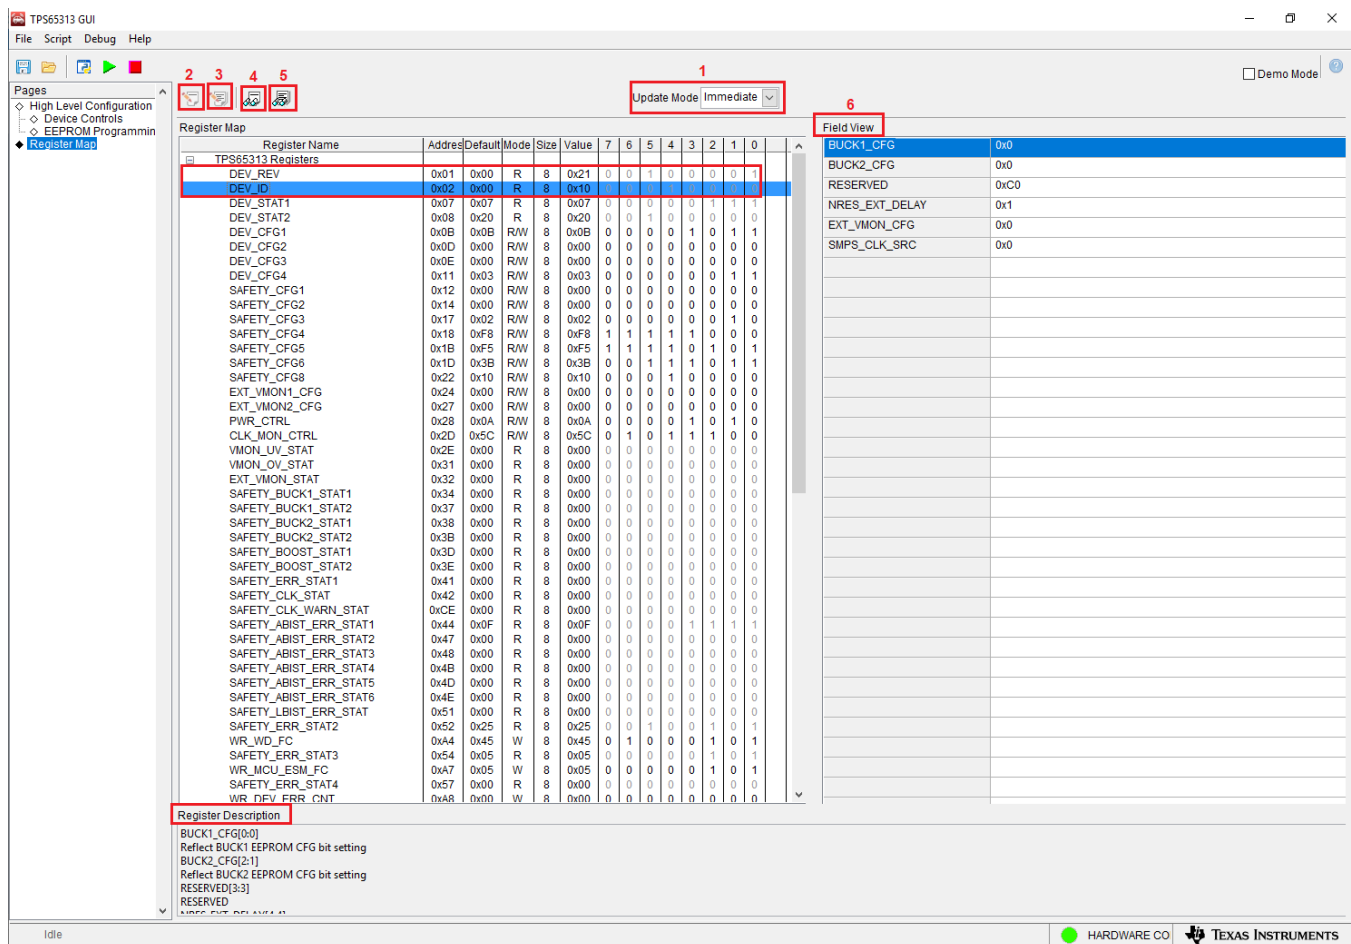 TPS65313 GUI
File Script Debug Help
1
2 3 4 5
Demo Mode
Update Mode Immediate
6
Pages
High Level Configuration
Device Controls
EEPROM Programmin
Register Map
Register Map
Field View
Register Name Addres Default Mode Size Value 7 6 5 4 3 2 1 0
TPS65313 Registers
DEV_REV 0x01 0x00 R 8 0x21 0 0 1 0 0 0 0 1
DEV_ID 0x02 0x00 R 8 0x10 0 0 0 1 0 0 0 0
DEV_STAT1 0x07 0x07 R 8 0x07 0 0 0 0 0 1 1 1
DEV_STAT2 0x08 0x20 R 8 0x20 0 0 1 0 0 0 0 0
DEV_CFG1 0x0B 0x0B R/W 8 0x0B 0 0 0 0 1 0 1 1
DEV_CFG2 0x0D 0x00 R/W 8 0x00 0 0 0 0 0 0 0 0
DEV_CFG3 0x0E 0x00 R/W 8 0x00 0 0 0 0 0 0 0 0
DEV_CFG4 0x11 0x03 R/W 8 0x03 0 0 0 0 0 0 1 1
SAFETY_CFG1 0x12 0x00 R/W 8 0x00 0 0 0 0 0 0 0 0
SAFETY_CFG2 0x14 0x00 R/W 8 0x00 0 0 0 0 0 0 0 0
SAFETY_CFG3 0x17 0x02 R/W 8 0x02 0 0 0 0 0 0 1 0
SAFETY_CFG4 0x18 0xF8 R/W 8 0xF8 1 1 1 1 1 0 0 0
SAFETY_CFG5 0x1B 0xF5 R/W 8 0xF5 1 1 1 1 0 1 0 1
SAFETY_CFG6 0x1D 0x3B R/W 8 0x3B 0 0 1 1 1 0 1 1
SAFETY_CFG8 0x22 0x10 R/W 8 0x10 0 0 0 1 0 0 0 0
EXT_VMON1_CFG 0x24 0x00 R/W 8 0x00 0 0 0 0 0 0 0 0
EXT_VMON2_CFG 0x27 0x00 R/W 8 0x00 0 0 0 0 0 0 0 0
PWR_CTRL 0x28 0x0A R/W 8 0x0A 0 0 0 0 1 0 1 0
CLK_MON_CTRL 0x2D 0x5C R/W 8 0x5C 0 1 0 1 1 1 0 0
VMON_UV_STAT 0x2E 0x00 R 8 0x00 0 0 0 0 0 0 0 0
VMON_OV_STAT 0x31 0x00 R 8 0x00 0 0 0 0 0 0 0 0
EXT_VMON_STAT 0x32 0x00 R 8 0x00 0 0 0 0 0 0 0 0
SAFETY_BUCK1_STAT1 0x34 0x00 R 8 0x00 0 0 0 0 0 0 0 0
SAFETY_BUCK1_STAT2 0x37 0x00 R 8 0x00 0 0 0 0 0 0 0 0
SAFETY_BUCK2_STAT1 0x38 0x00 R 8 0x00 0 0 0 0 0 0 0 0
SAFETY_BUCK2_STAT2 0x3B 0x00 R 8 0x00 0 0 0 0 0 0 0 0
SAFETY_BOOST_STAT1 0x3D 0x00 R 8 0x00 0 0 0 0 0 0 0 0
SAFETY_BOOST_STAT2 0x3E 0x00 R 8 0x00 0 0 0 0 0 0 0 0
SAFETY_ERR_STAT1 0x41 0x00 R 8 0x00 0 0 0 0 0 0 0 0
SAFETY_CLK_STAT 0x42 0x00 R 8 0x00 0 0 0 0 0 0 0 0
SAFETY_CLK_WARN_STAT 0xCE 0x00 R 8 0x00 0 0 0 0 0 0 0 0
SAFETY_ABIST_ERR_STAT1 0x44 0x0F R 8 0x0F 0 0 0 0 1 1 1 1
SAFETY_ABIST_ERR_STAT2 0x47 0x00 R 8 0x00 0 0 0 0 0 0 0 0
SAFETY_ABIST_ERR_STAT3 0x48 0x00 R 8 0x00 0 0 0 0 0 0 0 0
SAFETY_ABIST_ERR_STAT4 0x4B 0x00 R 8 0x00 0 0 0 0 0 0 0 0
SAFETY_ABIST_ERR_STAT5 0x4D 0x00 R 8 0x00 0 0 0 0 0 0 0 0
SAFETY_ABIST_ERR_STAT6 0x4E 0x00 R 8 0x00 0 0 0 0 0 0 0 0
SAFETY_LBIST_ERR_STAT 0x51 0x00 R 8 0x00 0 0 0 0 0 0 0 0
SAFETY_ERR_STAT2 0x52 0x25 R 8 0x25 0 0 1 0 0 1 0 1
WR_WD_FC 0xA4 0x45 W 8 0x45 0 1 0 0 0 1 0 1
SAFETY_ERR_STAT3 0x54 0x05 R 8 0x05 0 0 0 0 0 1 0 1
WR_MCU_ESM_FC 0xA7 0x05 W 8 0x05 0 0 0 0 0 1 0 1
SAFETY_ERR_STAT4 0x57 0x00 R 8 0x00 0 0 0 0 0 0 0 0
WR_DEV_ERR_CNT 0xA8 0x00 W 8 0x00 0 0 0 0 0 0 0 0
BUCK1_CFG 0x0
BUCK2_CFG 0x0
RESERVED 0xC0
NRES_EXT_DELAY 0x1
EXT_VMON_CFG 0x0
SMPS_CLK_SRC 0x0
Register Description
BUCK1_CFG[0:0]
Reflect BUCK1 EEPROM CFG bit setting
BUCK2_CFG[2:1]
Reflect BUCK2 EEPROM CFG bit setting
RESERVED[3:3]
RESERVED
NRES_EXT_DELAY[4:4]
Idle
HARDWARE CO
TEXAS INSTRUMENTS